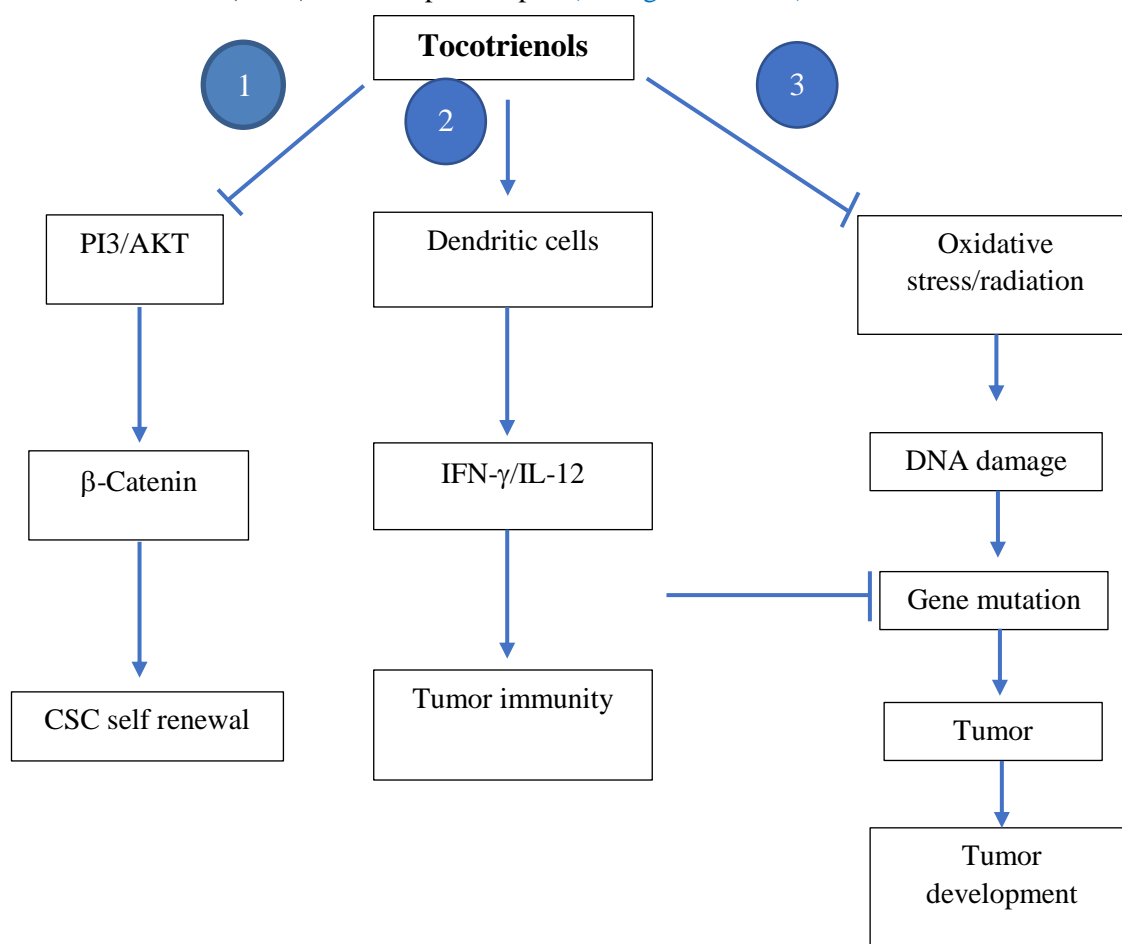 Tocotrienols
1
2
3
PI3/AKT
Dendritic cells
Oxidative
stress/radiation
β-Catenin
IFN-γ/IL-12
DNA damage
Gene mutation
CSC self renewal
Tumor immunity
Tumor
Tumor
development